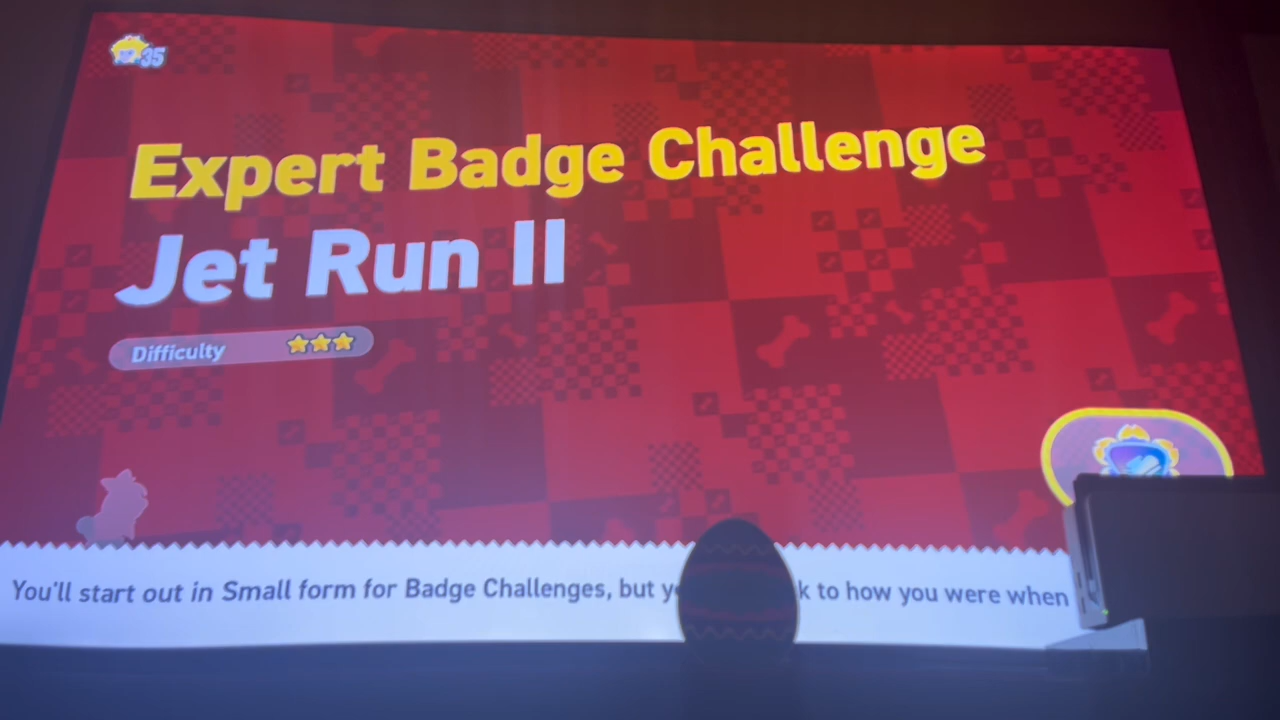 35
Expert Badge Challenge
Jet Run II
Difficulty
You'll start out in Small form for Badge Challenges, but to how you were when